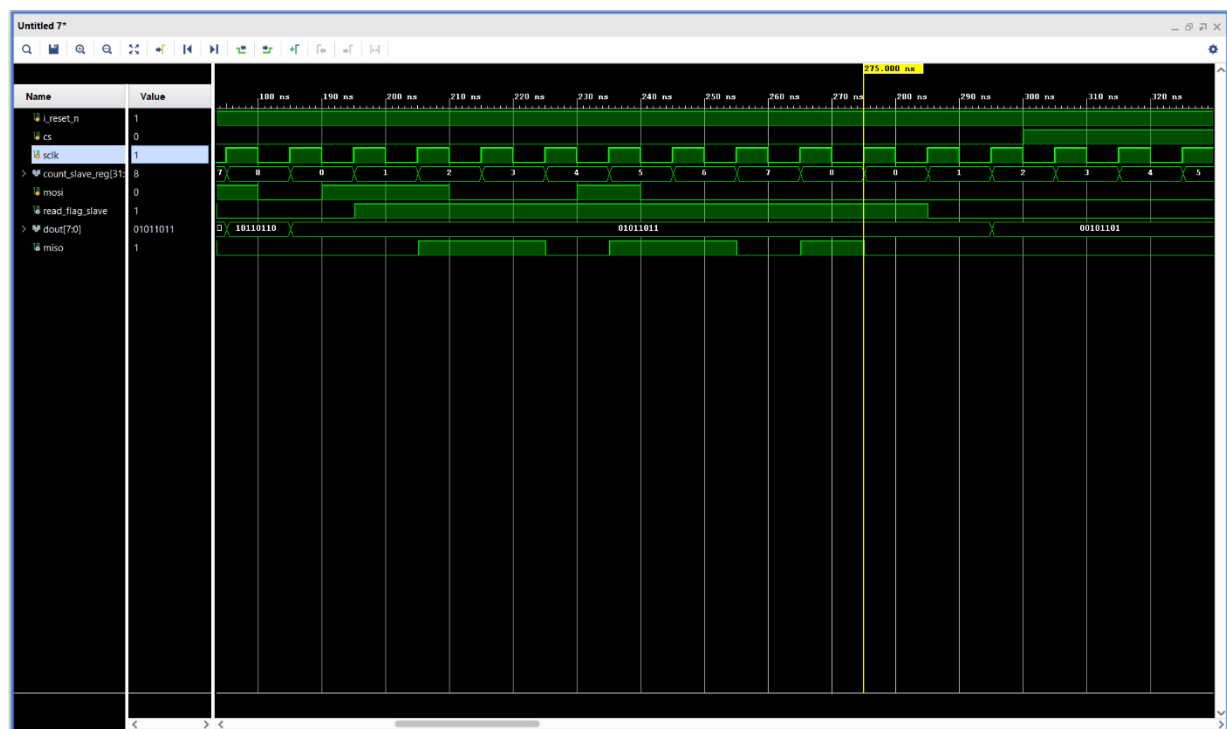 Untitled 7*
275.000 ns
Name Value
180 ns 190 ns 200 ns 210 ns 220 ns 230 ns 240 ns 250 ns 260 ns 270 ns 280 ns 290 ns 300 ns 310 ns 320 ns
i_reset_n 1
cs 0
sclk 1
count_slave_reg[31: 8 7 8 0 1 2 3 4 5 6 7 8 0 1 2 3 4 5
mosi 0
read_flag_slave 1
dout[7:0] 01011011 10110110 01011011 00101101
miso 1